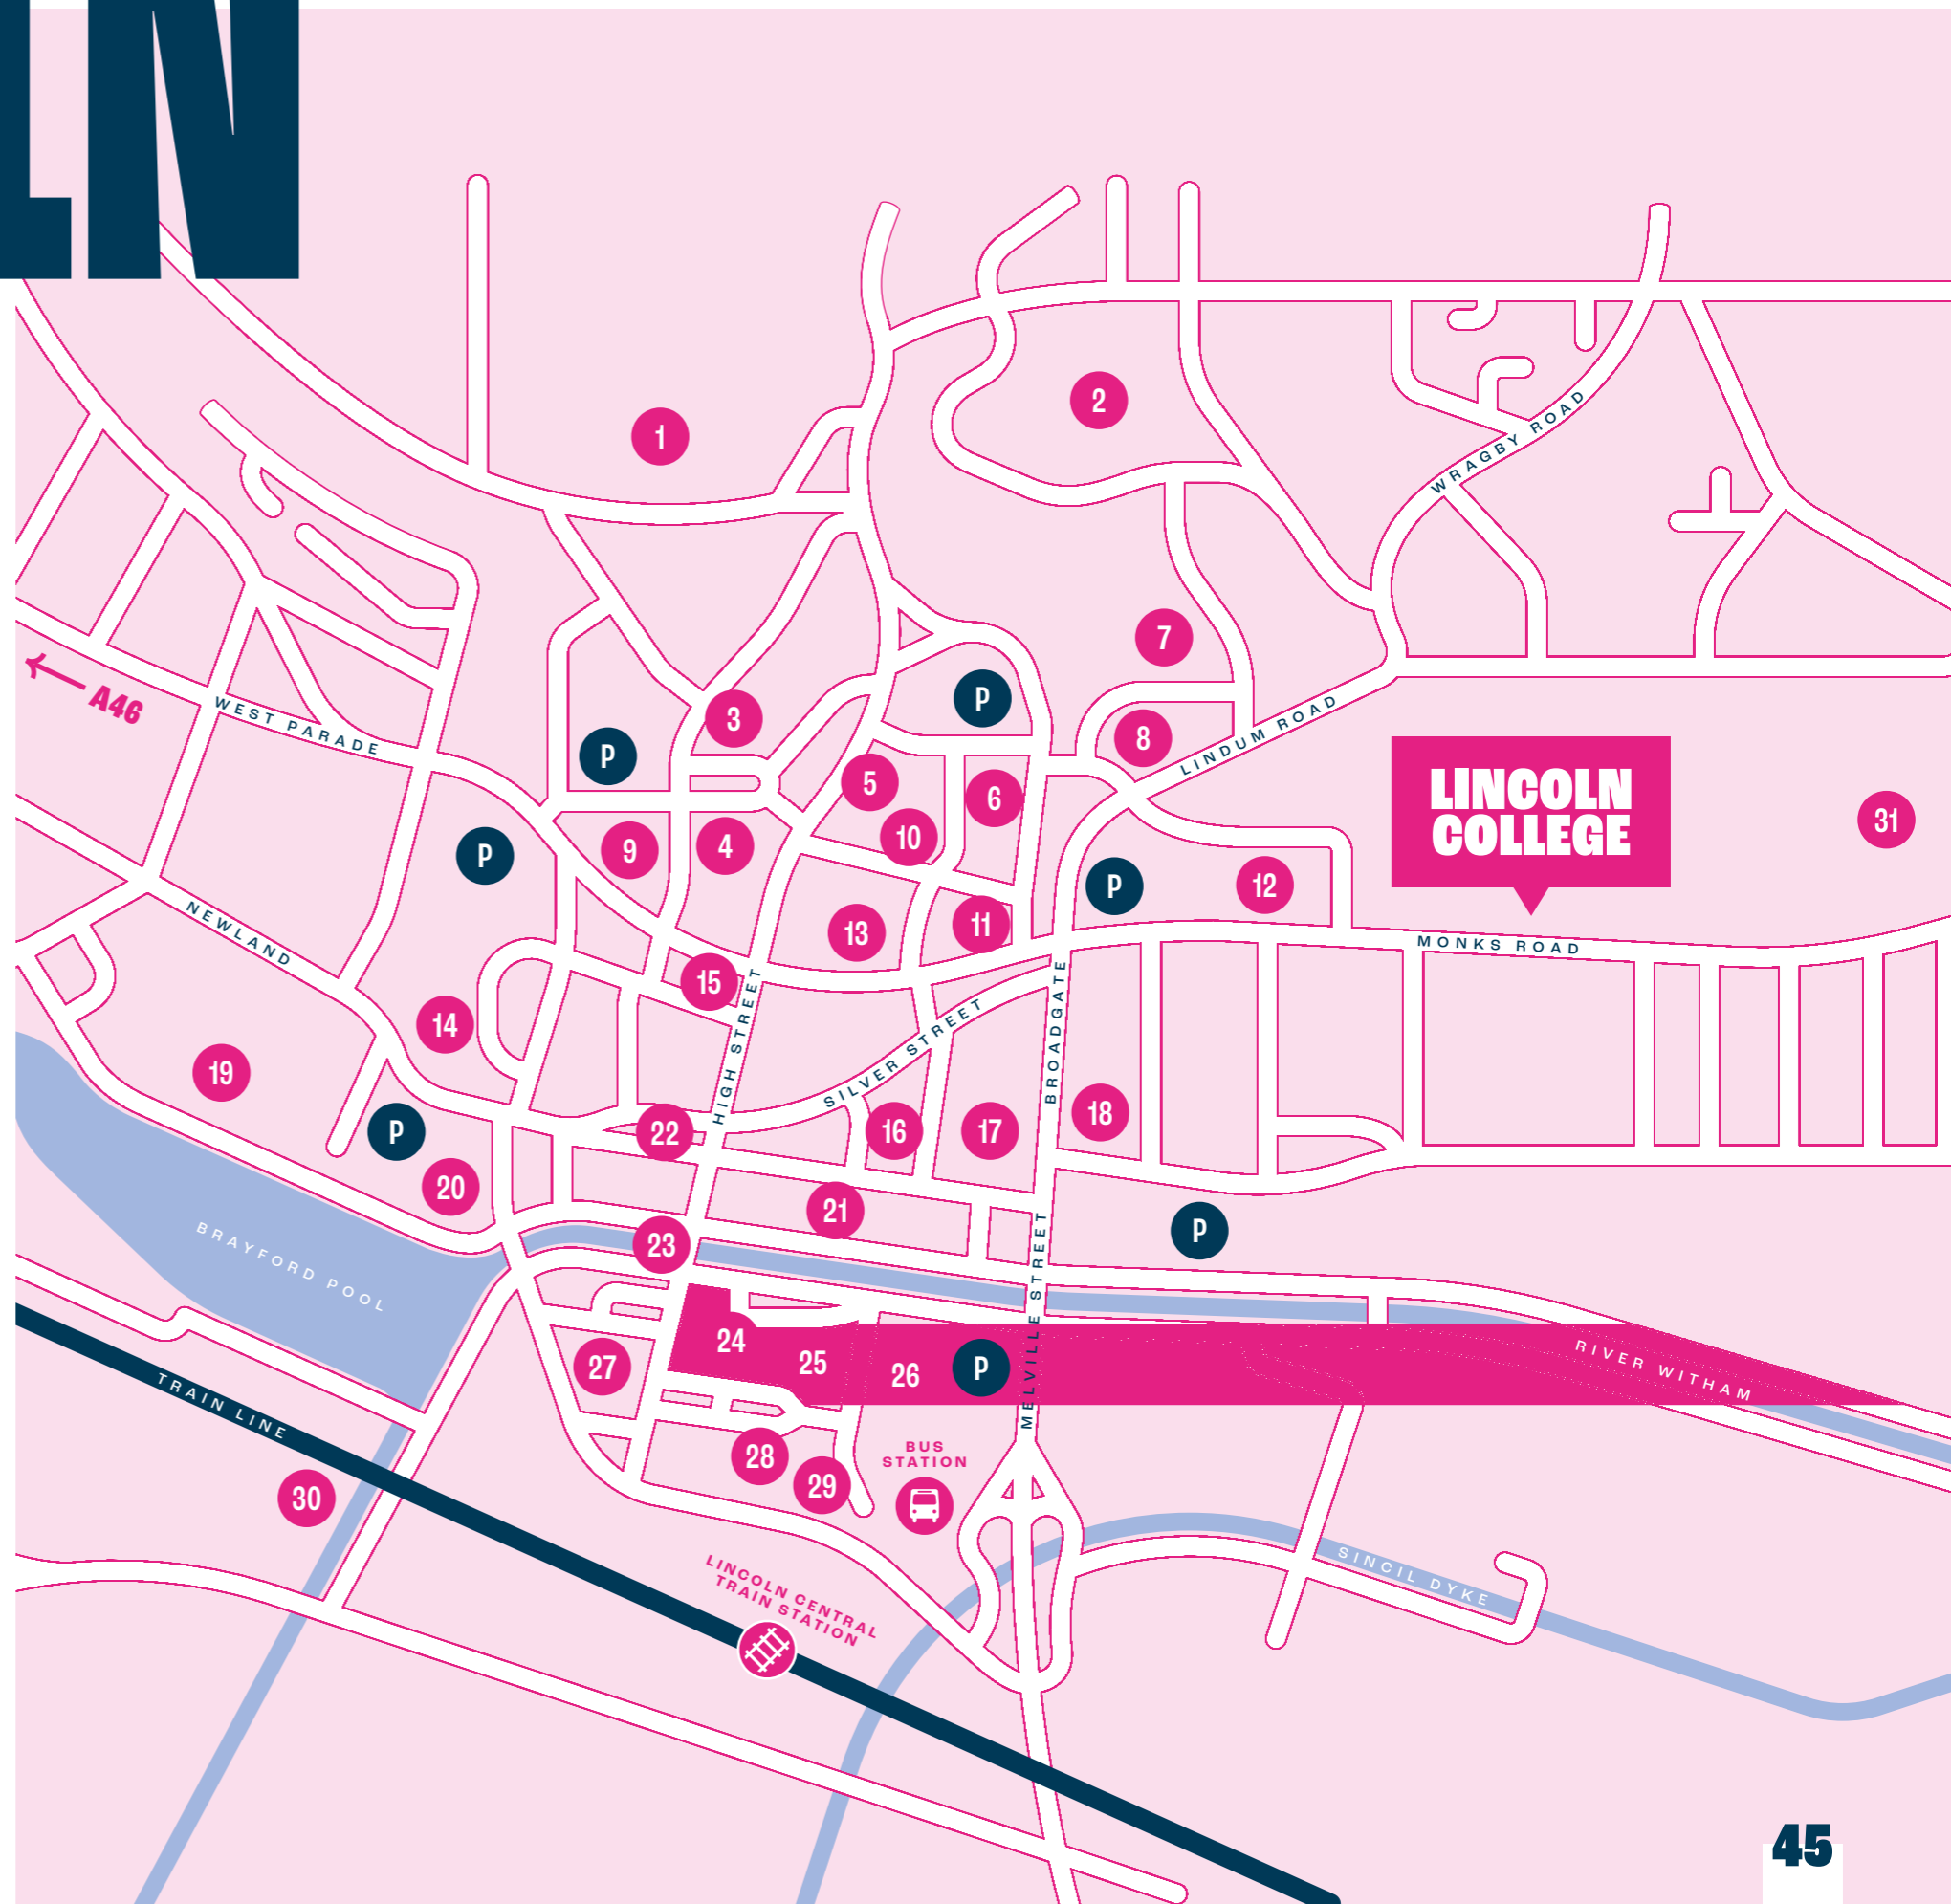 LN
1
2
WRAGBY ROAD
7
A46
WEST PARADE
3
P
P
8
LINDUM ROAD
5
6
LINCOLN
COLLEGE
31
P
9
4
10
P
12
NEWLAND
13
11
MONKS ROAD
15
14
HIGH STREET
SILVER STREET
BROADGATE
19
P
22
16
17
18
20
21
P
BRAYFORD POOL
23
MELVILLE STREET
24
25
26
P
27
RIVER WITHAM
TRAIN LINE
28
29
BUS
STATION
30
SINCIL DYKE
LINCOLN CENTRAL
TRAIN STATION
45